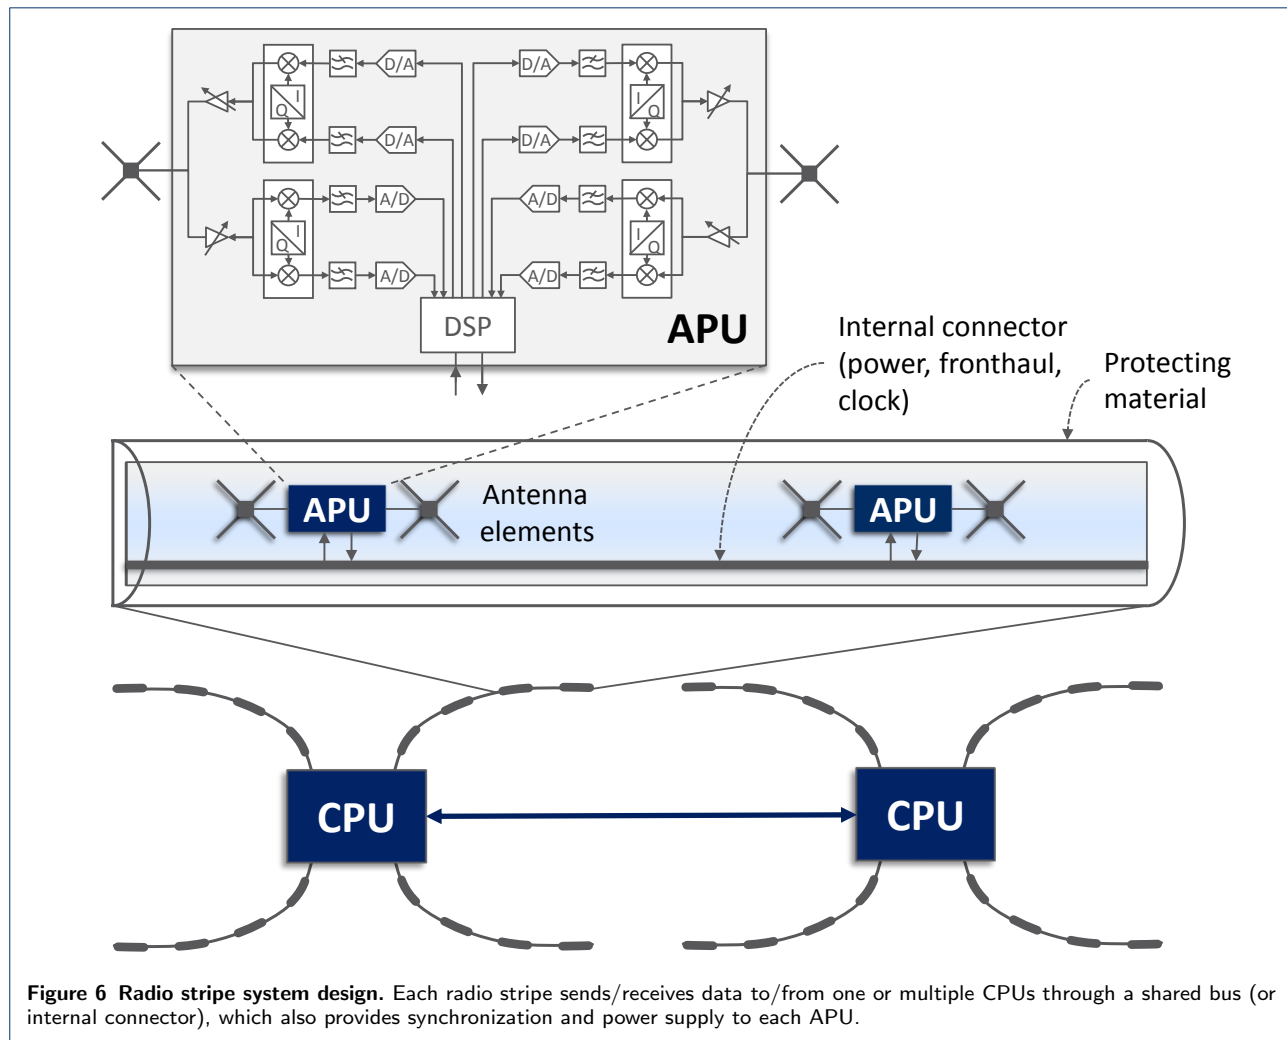 D/A D/A
I Q I Q
D/A D/A
A/D A/D
I Q I Q
A/D A/D
DSP
APU
Internal connector
(power, fronthaul,
clock)
Protecting
material
APU
Antenna
elements
APU
CPU
CPU
Figure 6 Radio stripe system design. Each radio stripe sends/receives data to/from one or multiple CPUs through a shared bus (or
internal connector), which also provides synchronization and power supply to each APU.